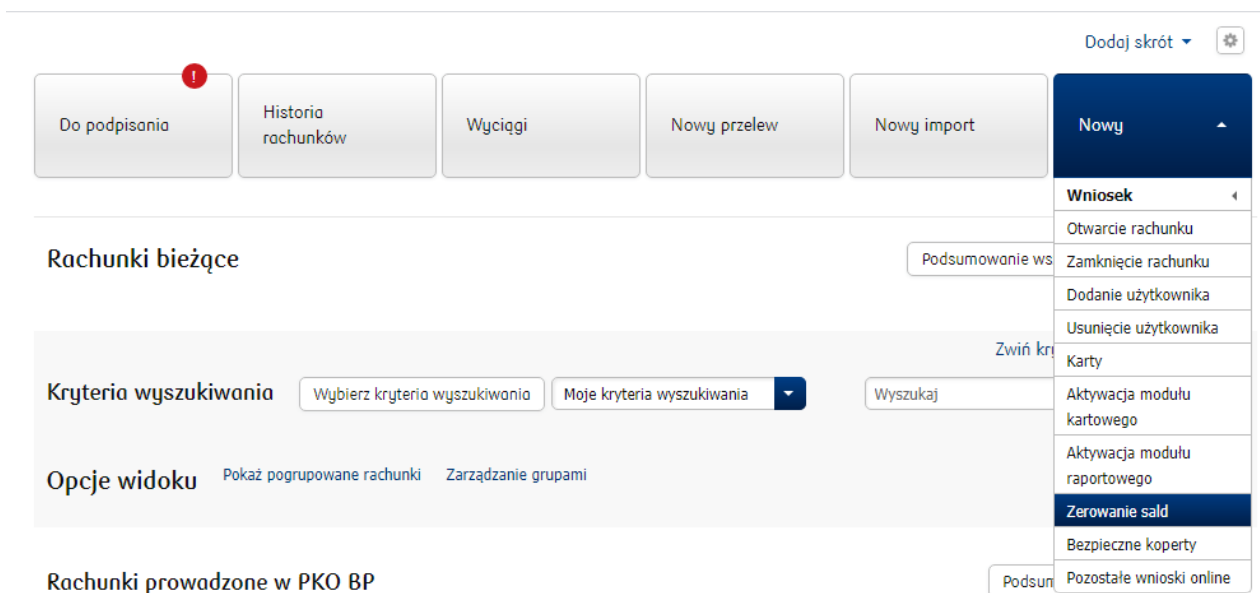 Dodaj skrót
!
Do podpisania
Historia
rachunków
Wyciągi
Nowy przelew
Nowy import
Nowy
Wniosek
Otwarcie rachunku
Zamknięcie rachunku
Dodanie użytkownika
Usunięcie użytkownika
Karty
Aktywacja modułu
kartowego
Aktywacja modułu
raportowego
Zerowanie sald
Bezpieczne koperty
Pozostałe wnioski online
Rachunki bieżące
Podsumowanie ws
Zwiń kry
Kryteria wyszukiwania
Wybierz kryteria wyszukiwania
Moje kryteria wyszukiwania
Wyszukaj
Opcje widoku
Pokaż pogrupowane rachunki
Zarządzanie grupami
Rachunki prowadzone w PKO BP
Podsum